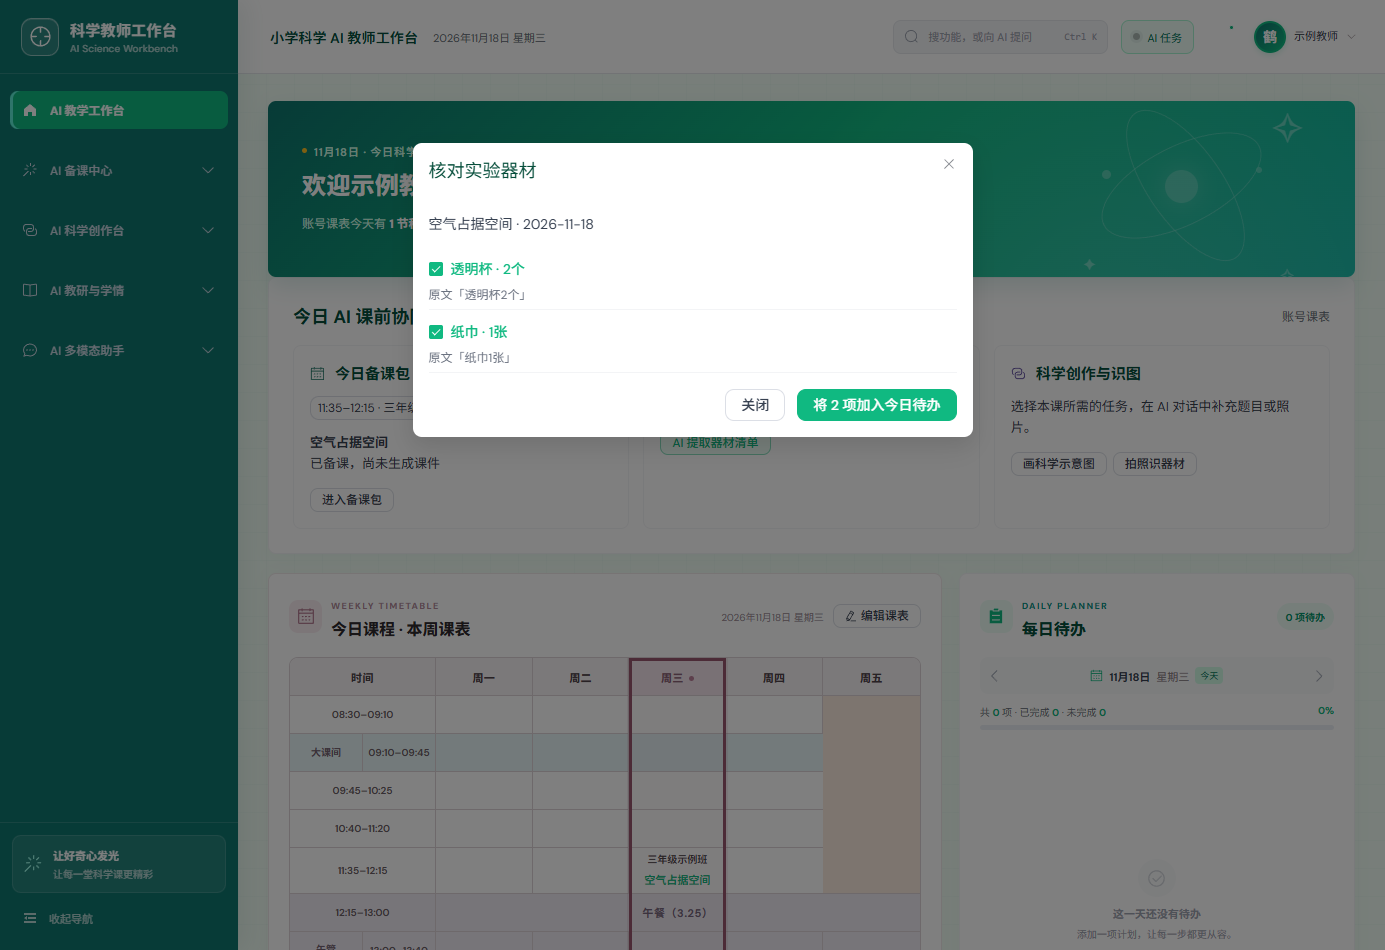 科学教师工作台
AI Science Workbench
AI 教学工作台
AI 备课中心
AI 科学创作台
AI 教研与学情
AI 多模态助手
让好奇心发光
让每一堂科学课更精彩
收起导航
小学科学 AI 教师工作台
2026年11月18日 星期三
搜功能，或向 AI 提问
Ctrl K
AI 任务
鹤
示例教师
11月18日 · 今日科学
欢迎示例教
账号课表今天有 1 节科
核对实验器材
空气占据空间 · 2026-11-18
透明杯 · 2个
原文「透明杯2个」
纸巾 · 1张
原文「纸巾1张」
关闭
将 2 项加入今日待办
今日 AI 课前协
账号课表
今日备课包
11:35–12:15 · 三年级
空气占据空间
已备课，尚未生成课件
进入备课包
AI 提取器材清单
科学创作与识图
选择本课所需的任务，在 AI 对话中补充题目或照
片。
画科学示意图
拍照识器材
WEEKLY TIMETABLE
今日课程 · 本周课表
2026年11月18日 星期三
编辑课表
时间 周一 周二 周三 周四 周五
08:30–09:10
大课间 09:10–09:45
09:45–10:25
10:40–11:20
11:35–12:15
三年级示例班
空气占据空间
12:15–13:00
午餐（3.25）
DAILY PLANNER
每日待办
0 项待办
11月18日 星期三 今天
共 0 项 · 已完成 0 · 未完成 0
0%
这一天还没有待办
添加一项计划，让每一步都更从容。